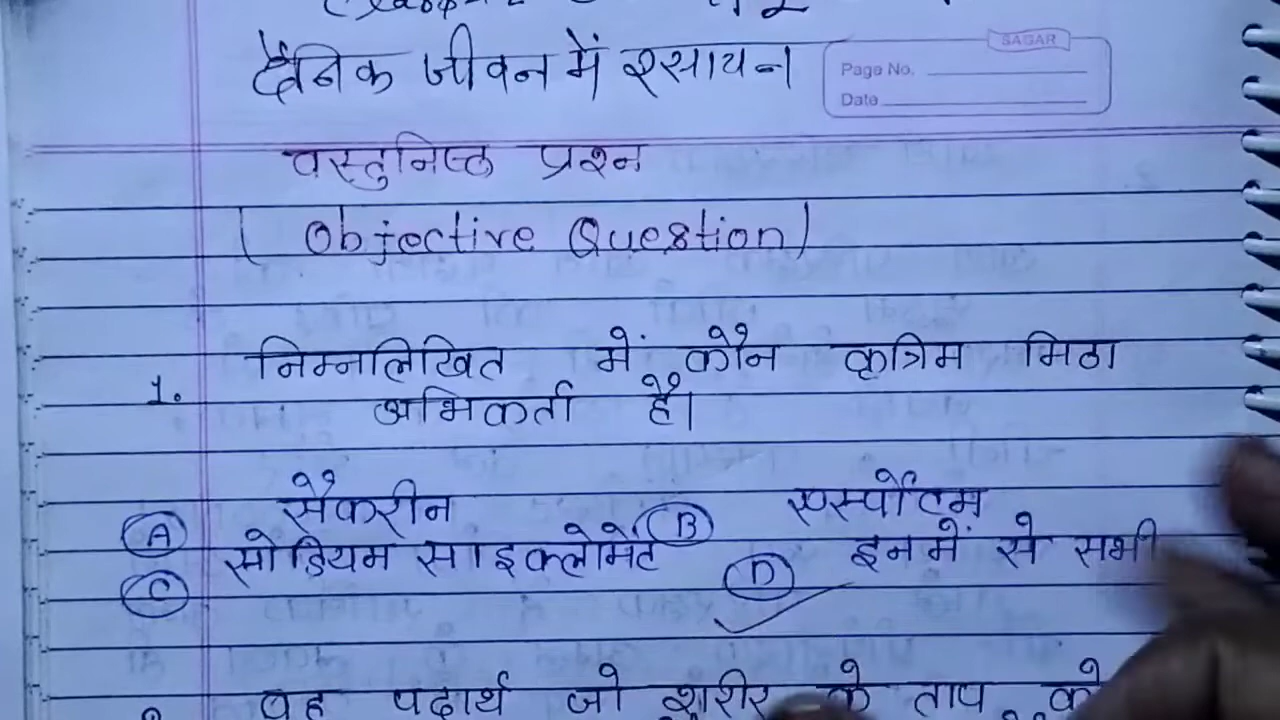 दैनिक जीवन में रसायन
SAGAR
Page No.
Date
वस्तुनिष्ठ प्रश्न
( Objective Question )
1. निम्नलिखित में कौन कृत्रिम मिठा
अभिकर्ता है।
(A) सैकरीन (B) एस्पार्टेम
(C) सोडियम साइक्लोमेट (D) इनमें से सभी
वह पदार्थ जो शरीर के ताप को